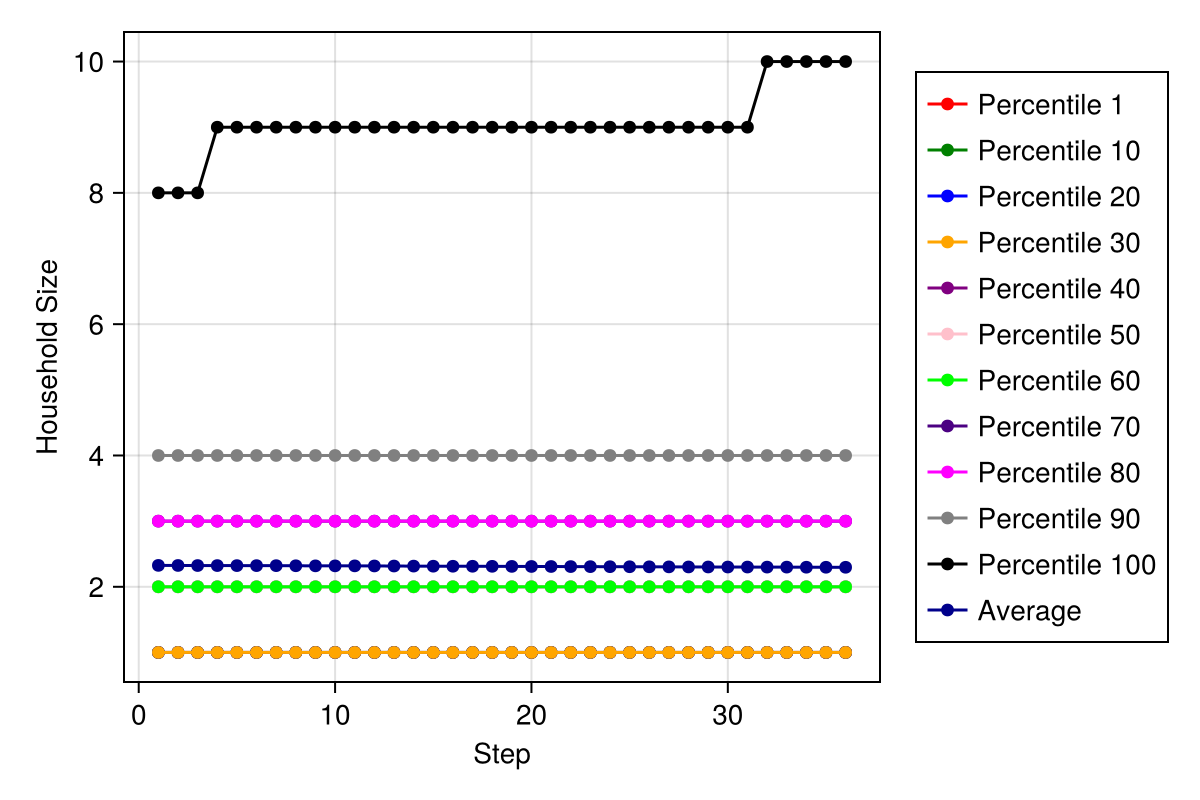 10
8
6
4
2
Household Size
0 10 20 30
Step
Percentile 1
Percentile 10
Percentile 20
Percentile 30
Percentile 40
Percentile 50
Percentile 60
Percentile 70
Percentile 80
Percentile 90
Percentile 100
Average